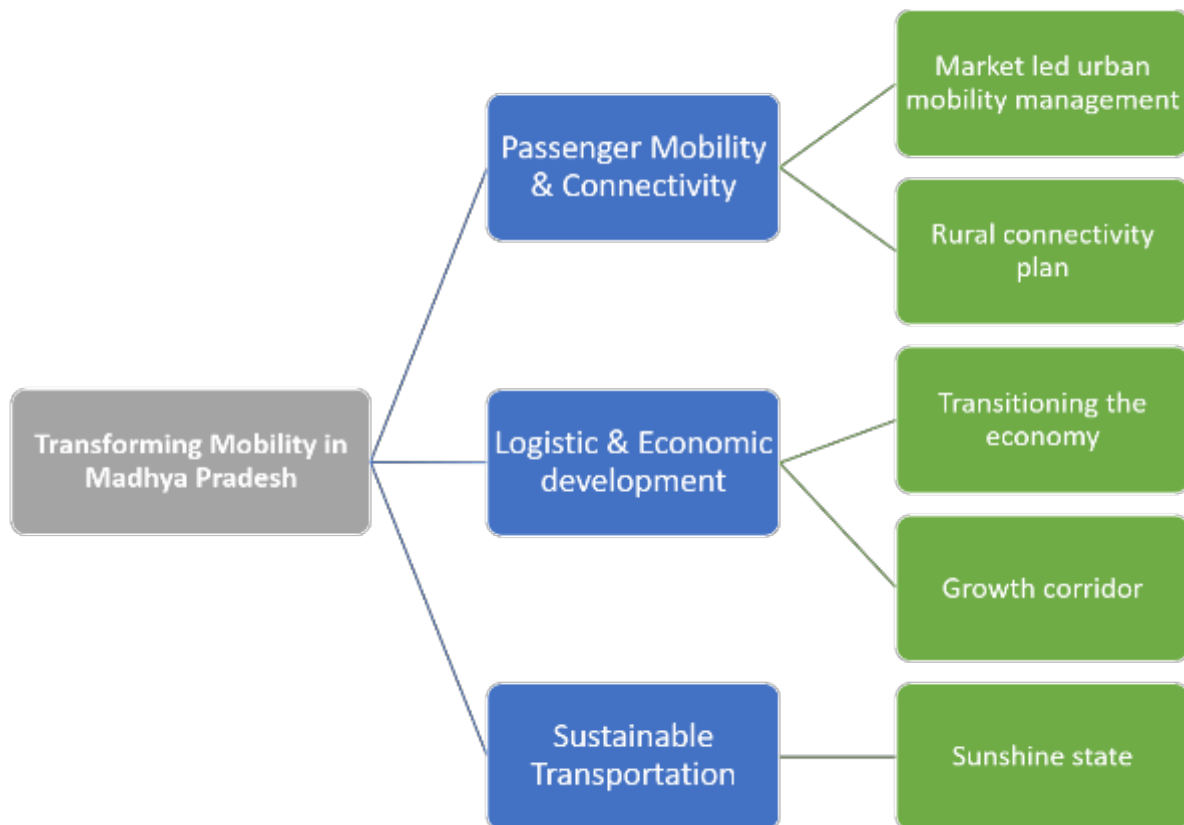 Transforming Mobility in
Madhya Pradesh
Passenger Mobility
& Connectivity
Market led urban
mobility management
Rural connectivity
plan
Logistic & Economic
development
Transitioning the
economy
Growth corridor
Sustainable
Transportation
Sunshine state